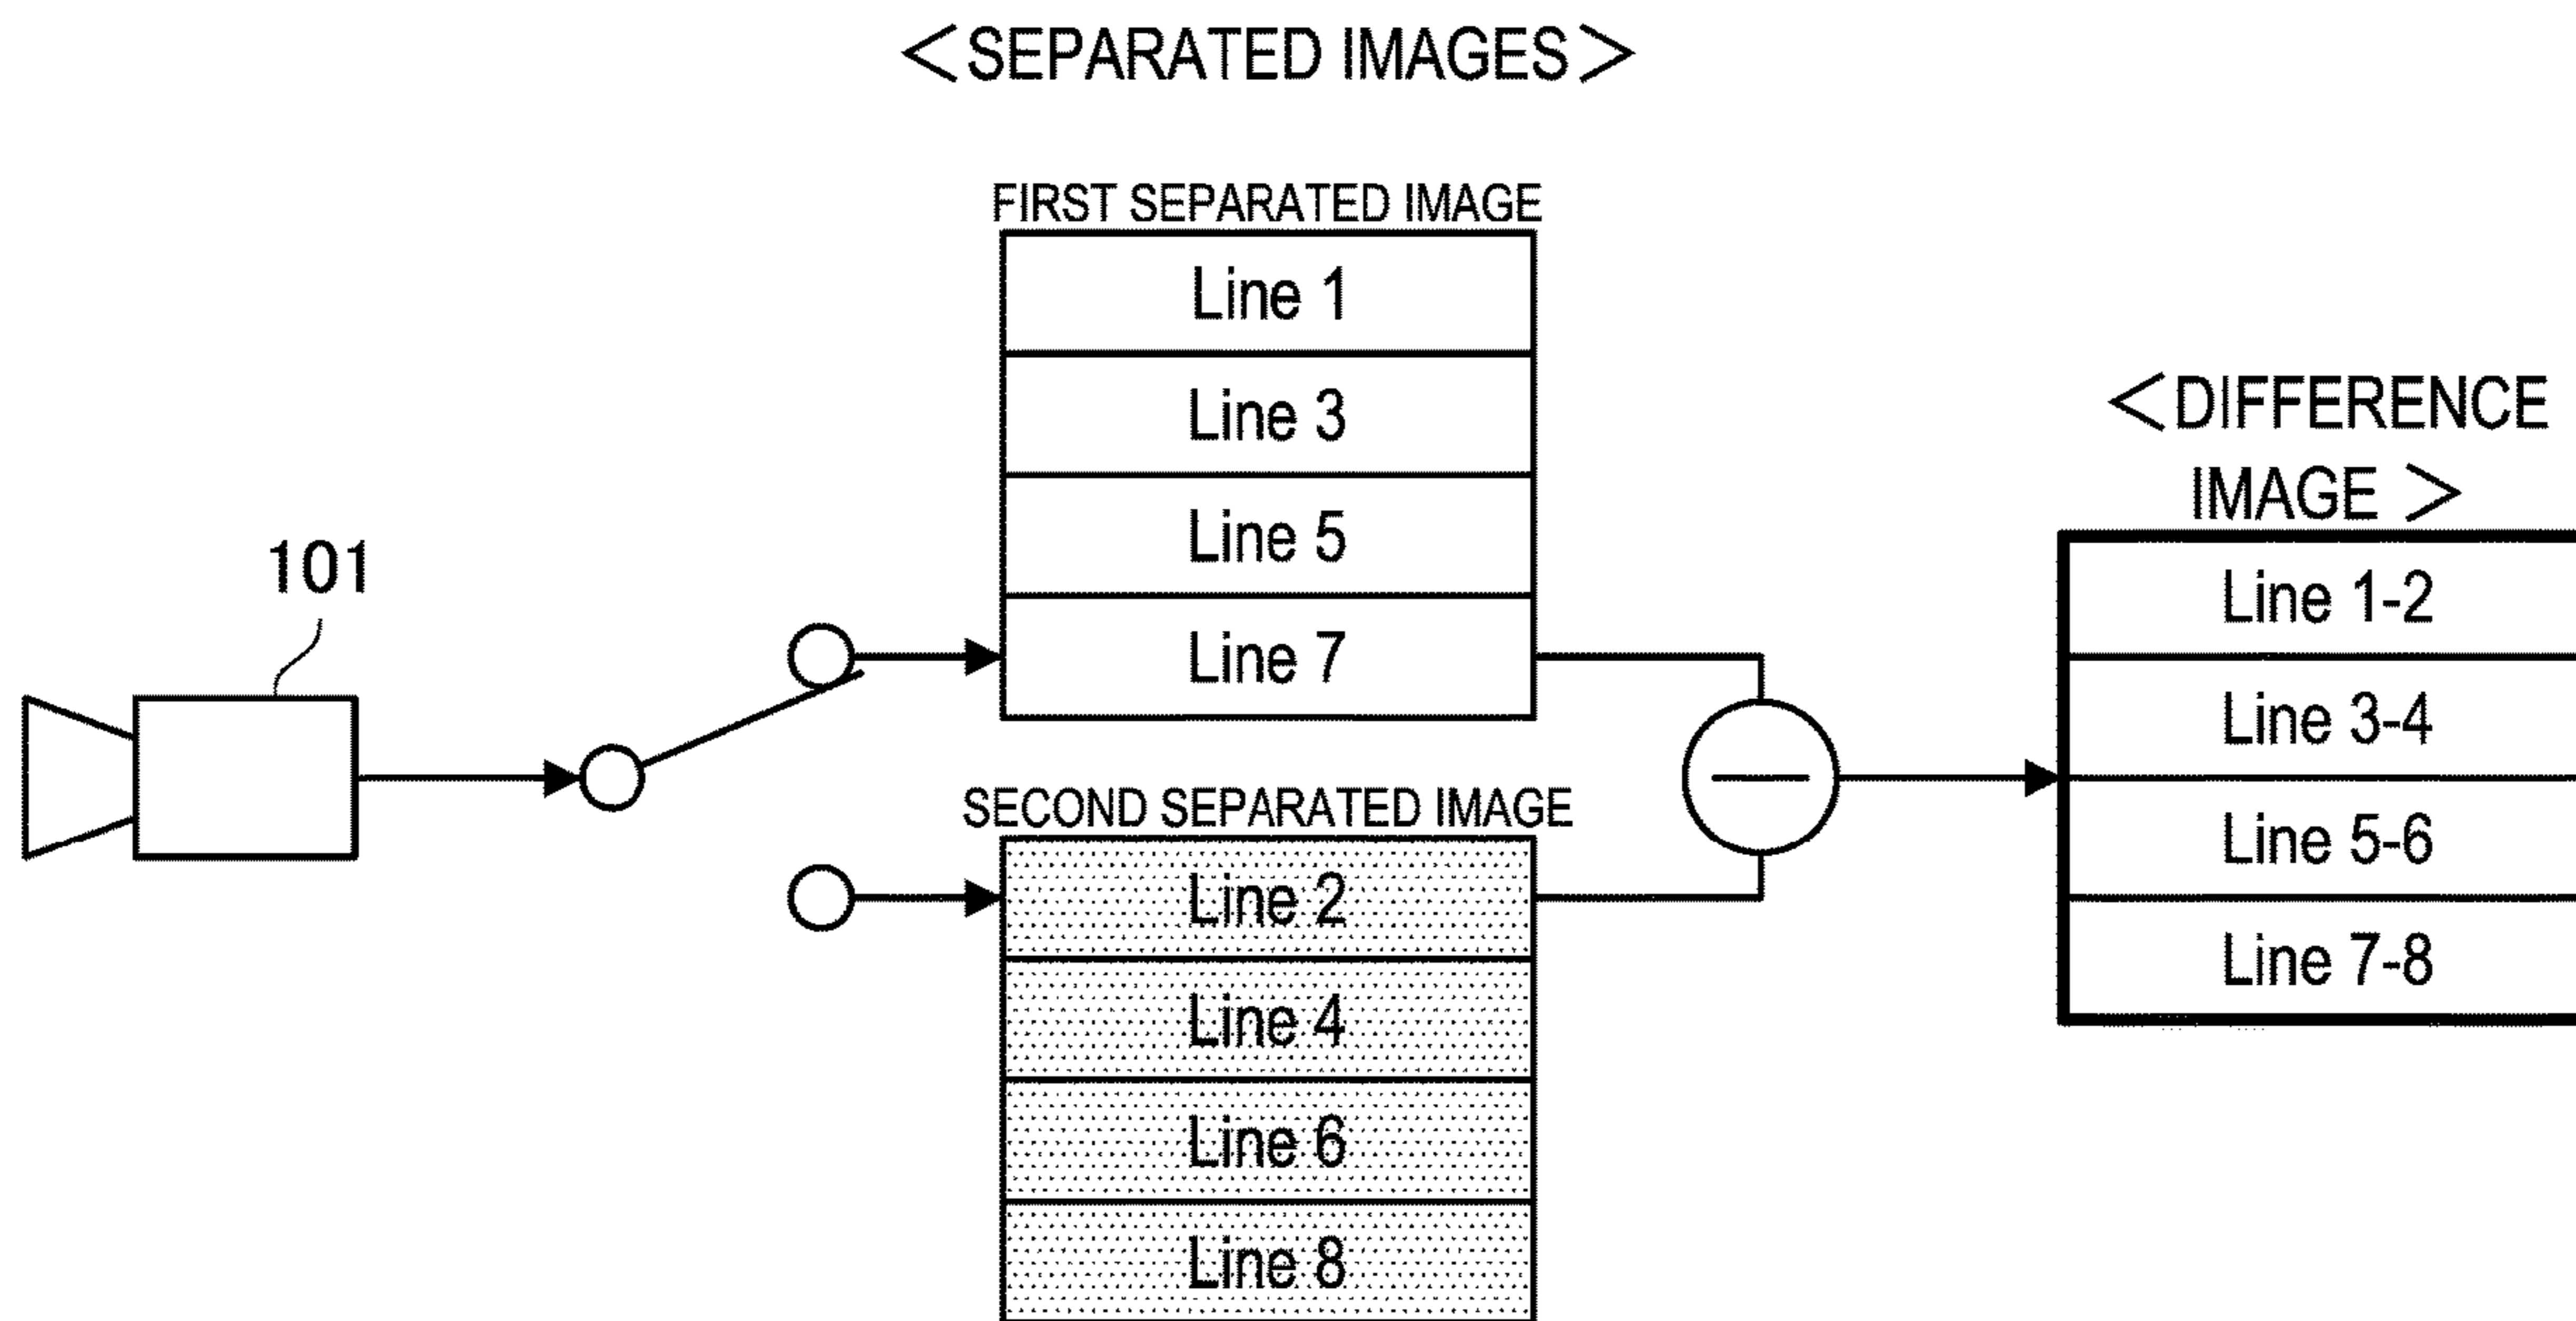 <SEPARATED IMAGES>
FIRST SEPARATED IMAGE
Line 1
Line 3
Line 5
Line 7
101
SECOND SEPARATED IMAGE
Line 2
Line 4
Line 6
Line 8
<DIFFERENCE
IMAGE >
Line 1-2
Line 3-4
Line 5-6
Line 7-8